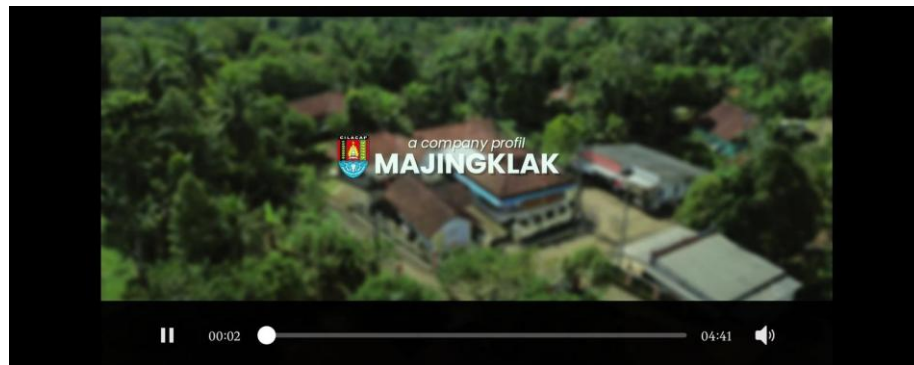 CILACAP
a company profil
MAJINGKLAK
00:02
04:41